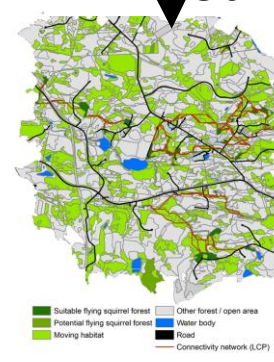 Suitable flying squirrel forest
Potential flying squirrel forest
Moving habitat
Other forest / open area
Water body
Road
Connectivity network (LCP)